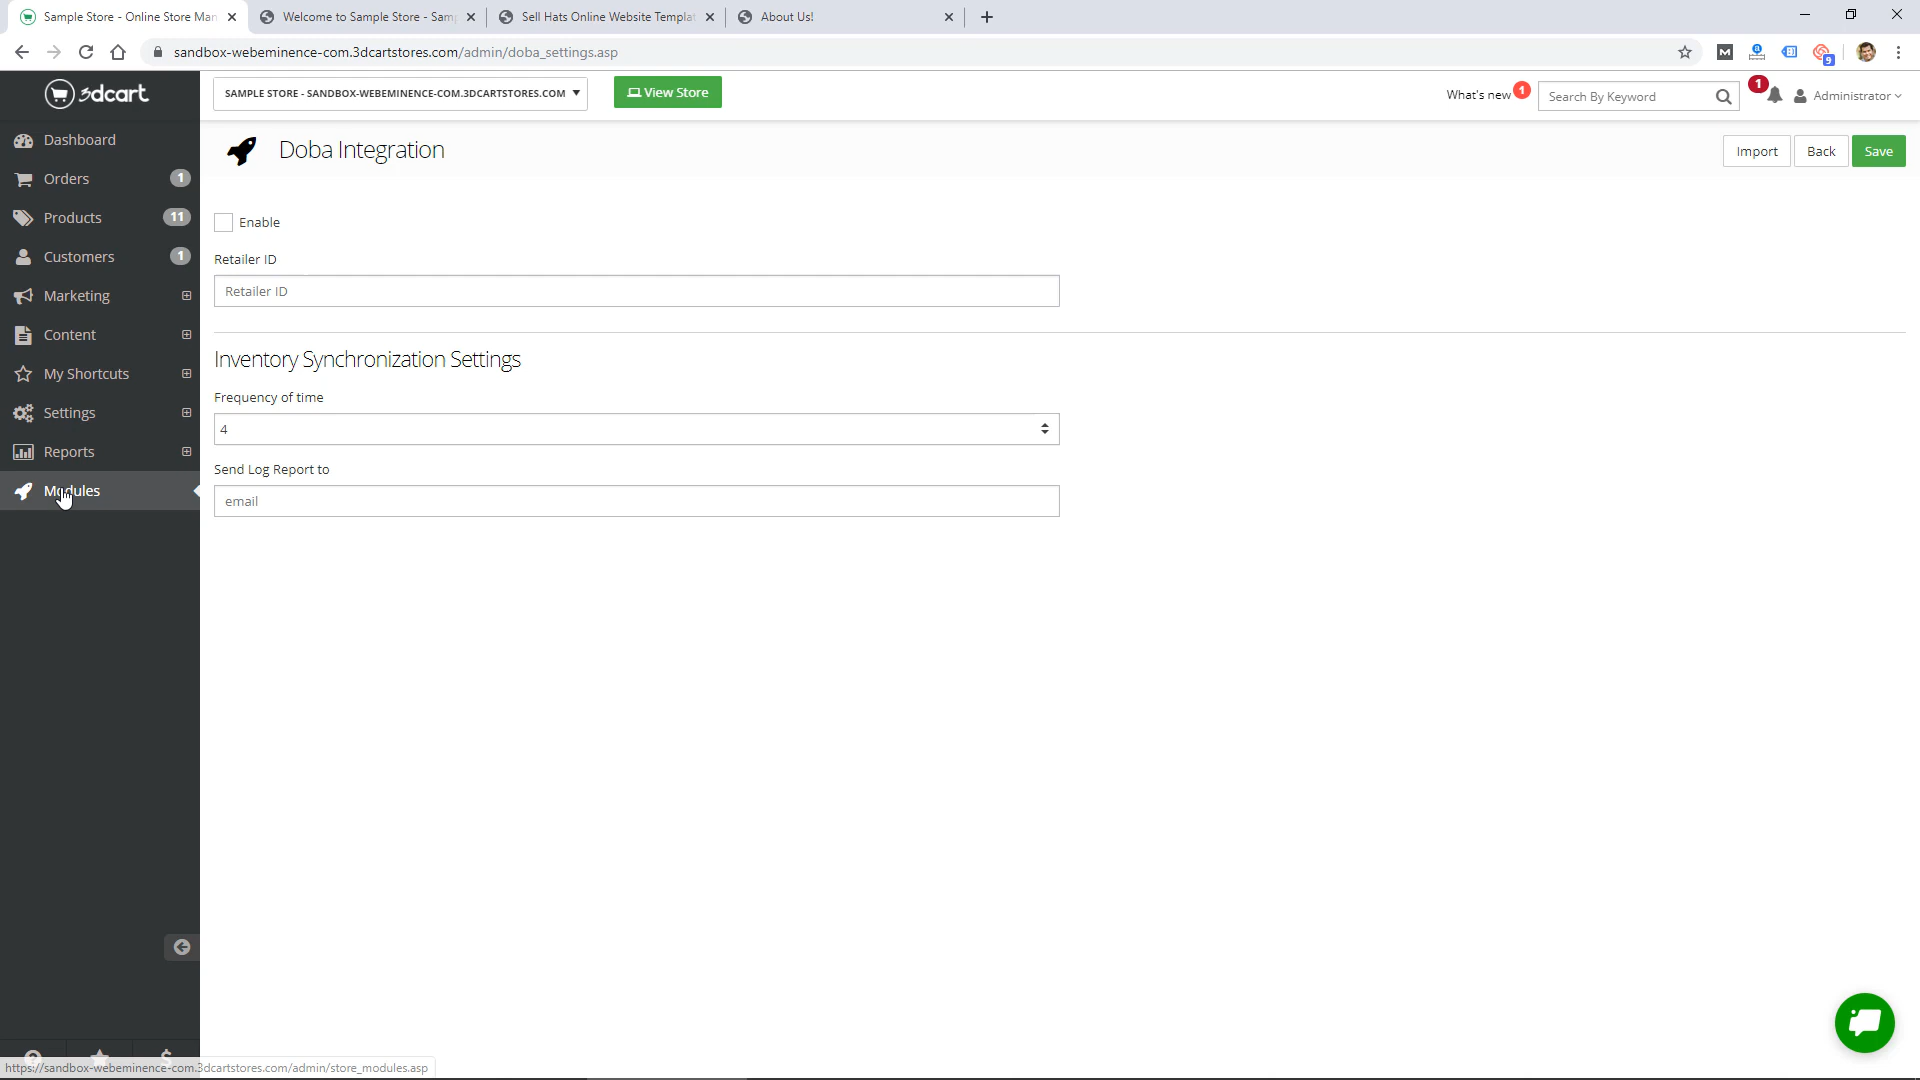 Sample Store - Online Store Man
Welcome to Sample Store - Sam
Sell Hats Online Website Templat
About Us!
sandbox-webeminence-com.3dcartstores.com/admin/doba_settings.asp
M
8
9
3dcart
SAMPLE STORE - SANDBOX-WEBEMINENCE-COM.3DCARTSTORES.COM
View Store
What's new 1
Search By Keyword
1
Administrator
Dashboard
Orders 1
Products 11
Customers 1
Marketing
Content
My Shortcuts
Settings
Reports
Modules
Doba Integration
Import
Back
Save
Enable
Retailer ID
Retailer ID
Inventory Synchronization Settings
Frequency of time
4
Send Log Report to
email
https://sandbox-webeminence-com.3dcartstores.com/admin/store_modules.asp